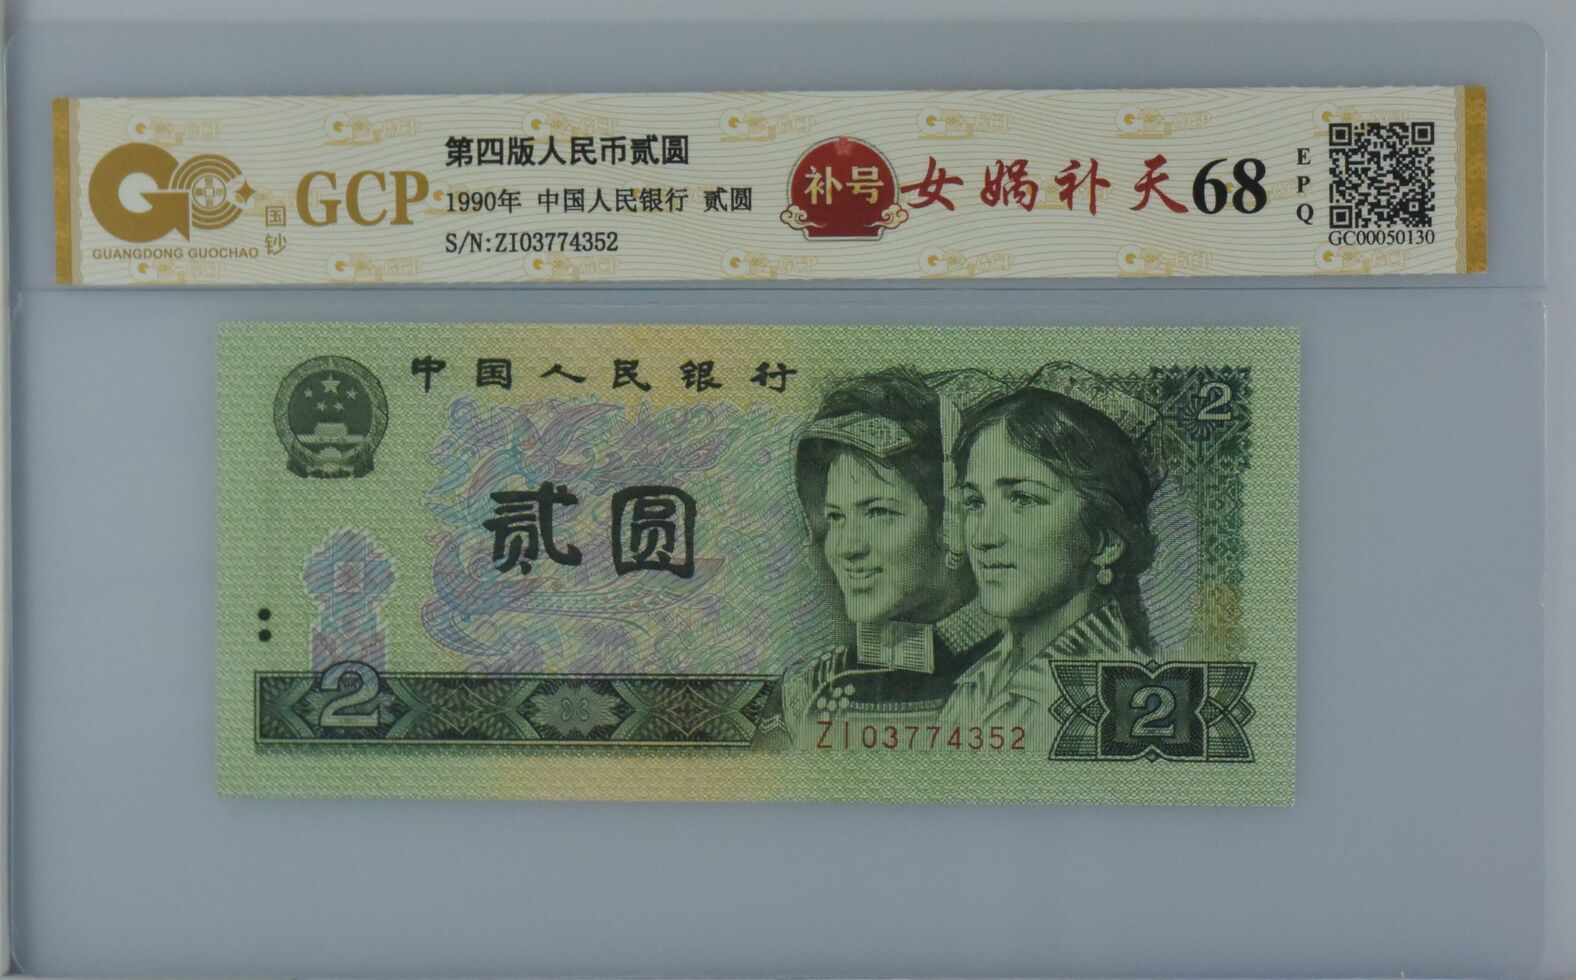 GUANGDONG GUOCHAO
国钞
GCP
第四版人民币贰圆
1990年 中国人民银行 贰圆
S/N:ZI03774352
补号
女娲补天
68
EPQ
GC00050130
中国人民银行
2
贰圆
2
ZI03774352
2